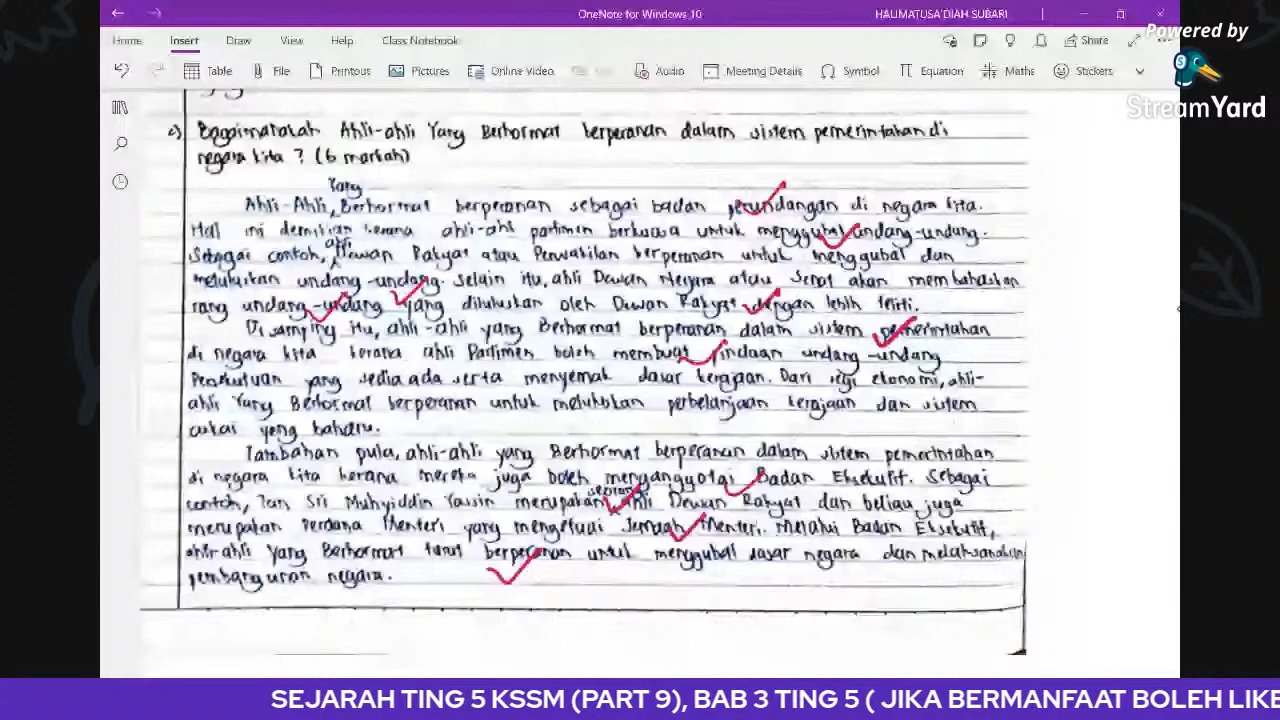 OneNote for Windows 10
HALIMATUSA'DIAH SUBARI
Powered by
StreamYard
Home Insert Draw View Help Class Notebook Share
Table File Printouts Pictures Online Video Audio Meeting Details Symbol Equation Maths Stickers
c) Bagaimanakah Ahli-ahli Yang Berhormat berperanan dalam sistem pemerintahan di
negara kita ? (6 markah)
Yang
Ahli-Ahli, Berhormat berperanan sebagai badan perundangan di negara kita.
Hal ini demikian kerana ahli-ahli parlimen berkuasa untuk menggubal undang-undang.
Sebagai contoh, ahli Dewan Rakyat atau Perwakilan berperanan untuk menggubal dan
meluluskan undang-undang. Selain itu, ahli Dewan Negara atau Senat akan membahaskan
rang undang-undang yang diluluskan oleh Dewan Rakyat dengan lebih teliti.
Di samping itu, ahli-ahli yang Berhormat berperanan dalam sistem pemerintahan
di negara kita kerana ahli Parlimen boleh membuat pindaan undang-undang
Persekutuan yang sedia ada serta menyemak dasar kerajaan. Dari segi ekonomi, ahli-
ahli Yang Berhormat berperanan untuk meluluskan perbelanjaan kerajaan dan sistem
cukai yang baharu.
Tambahan pula, ahli-ahli yang Berhormat berperanan dalam sistem pemerintahan
di negara kita kerana mereka juga boleh menganggotai Badan Eksekutif. Sebagai
contoh, Tan Sri Muhyiddin Yassin merupakan seorang Ahli Dewan Rakyat dan beliau juga
merupakan Perdana Menteri yang mengetuai Jemaah Menteri. Melalui Badan Eksekutif,
ahli-ahli Yang Berhormat turut berperanan untuk menggubal dasar negara dan melaksanakan
pembangunan negara.
SEJARAH TING 5 KSSM (PART 9), BAB 3 TING 5 ( JIKA BERMANFAAT BOLEH LIKE